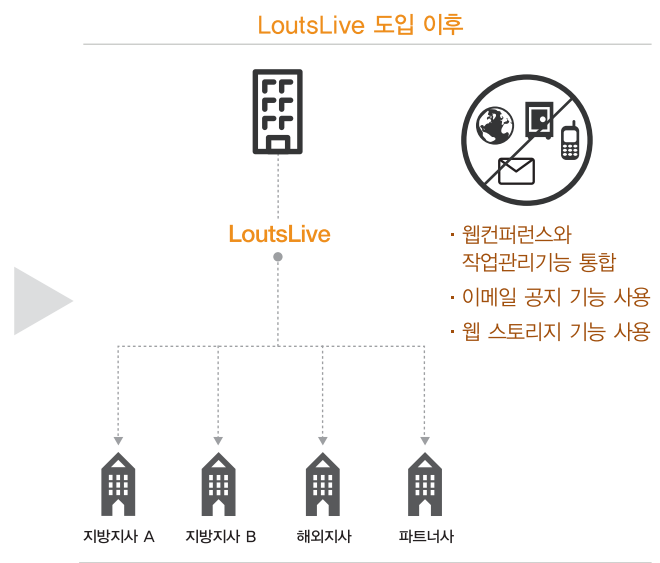 LoutsLive 도입 이후
LoutsLive
· 웹컨퍼런스와
작업관리기능 통합
· 이메일 공지 기능 사용
· 웹 스토리지 기능 사용
지방지사 A
지방지사 B
해외지사
파트너사